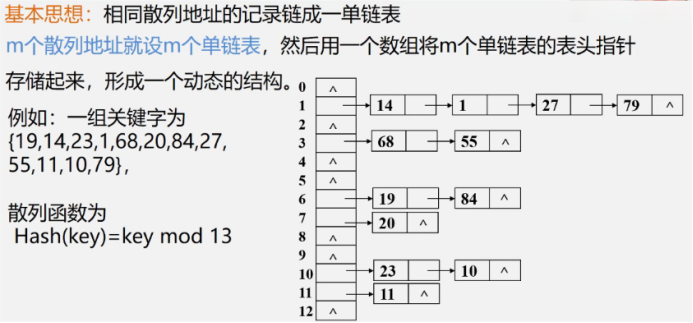 基本思想：相同散列地址的记录链成一单链表
m个散列地址就设m个单链表，然后用一个数组将m个单链表的表头指针
存储起来，形成一个动态的结构。
例如：一组关键字为
{19,14,23,1,68,20,84,27,
55,11,10,79}，
散列函数为
Hash(key)=key mod 13
0 ^
1 14 1 27 79 ^
2 ^
3 68 55 ^
4 ^
5 ^
6 19 84 ^
7 20 ^
8 ^
9 ^
10 23 10 ^
11 11 ^
12 ^